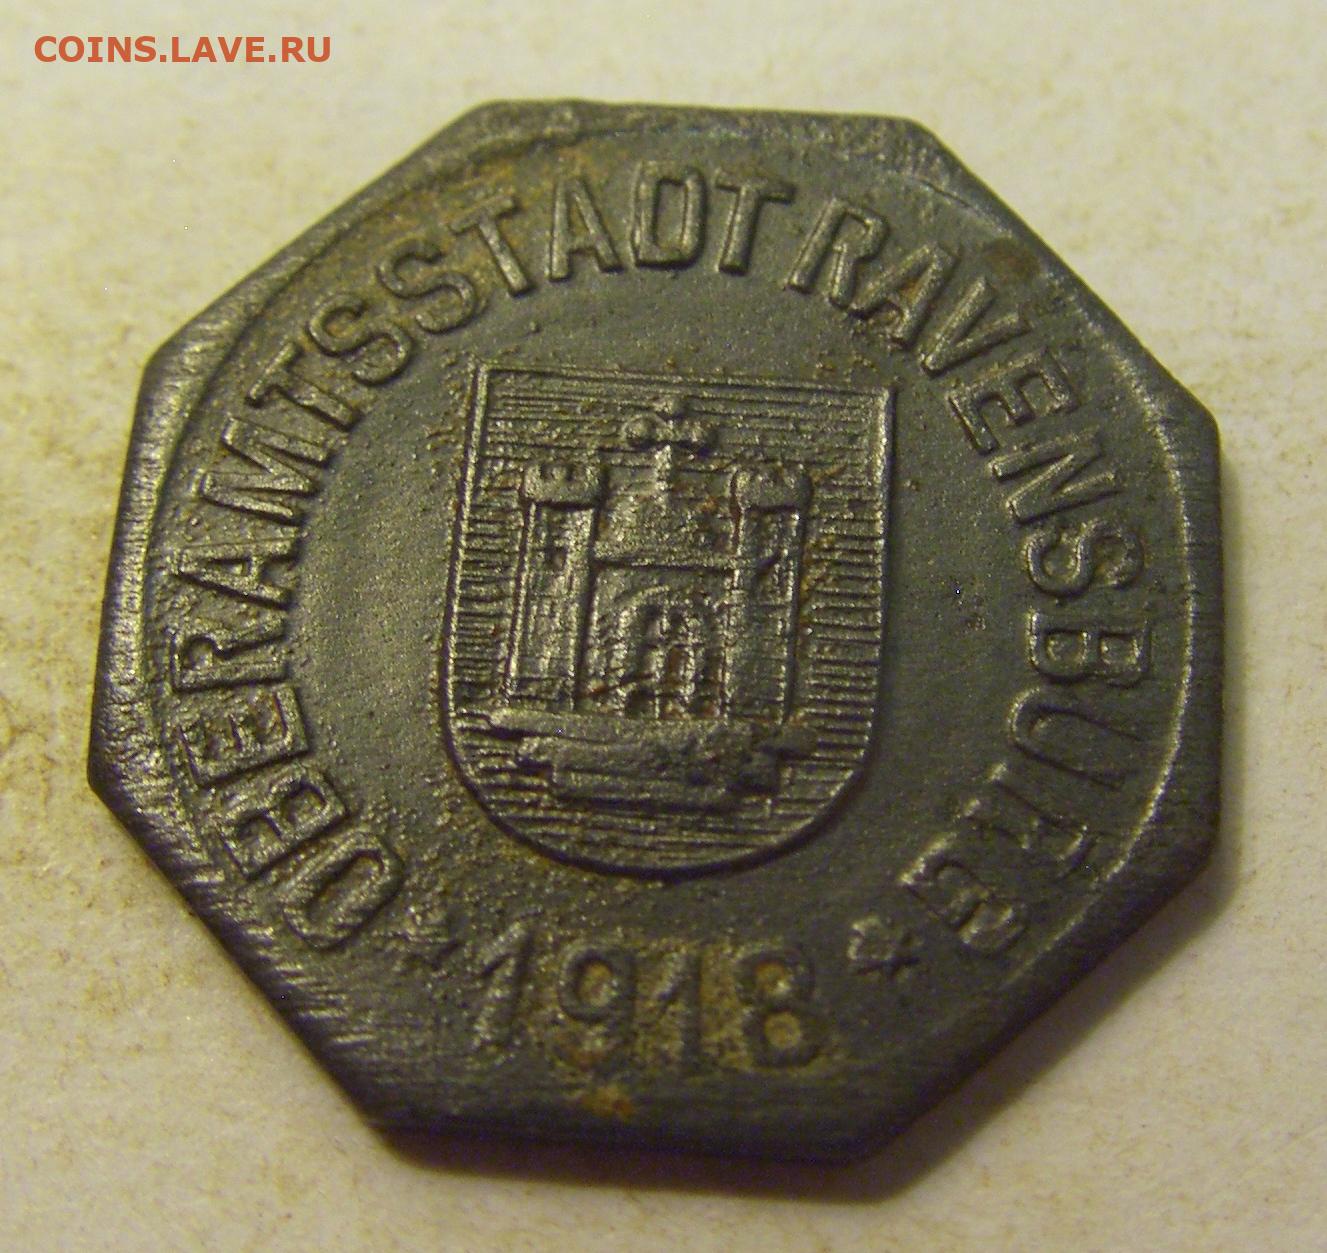 COINS.LAVE.RU
OBERAMTSSTADT RAVENSBURG
* 1918 *